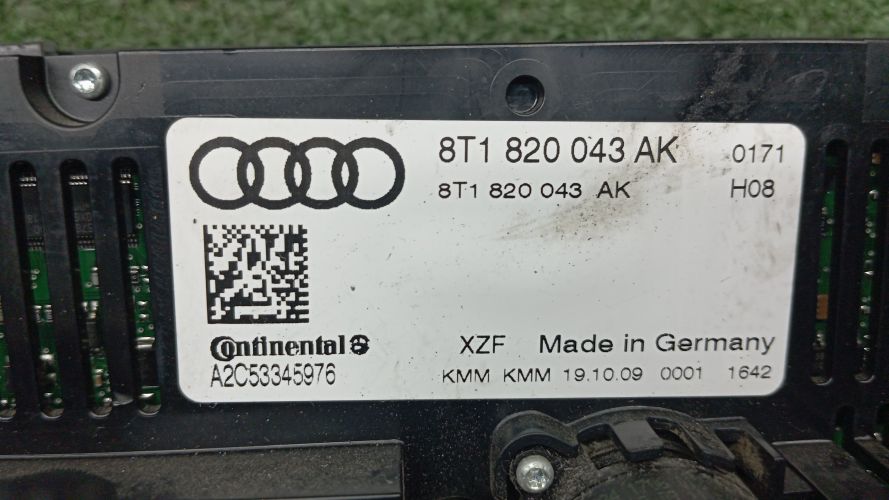 8T1 820 043 AK 0171
8T1 820 043 AK H08
Continental
A2C53345976
XZF Made in Germany
KMM KMM 19.10.09 0001 1642